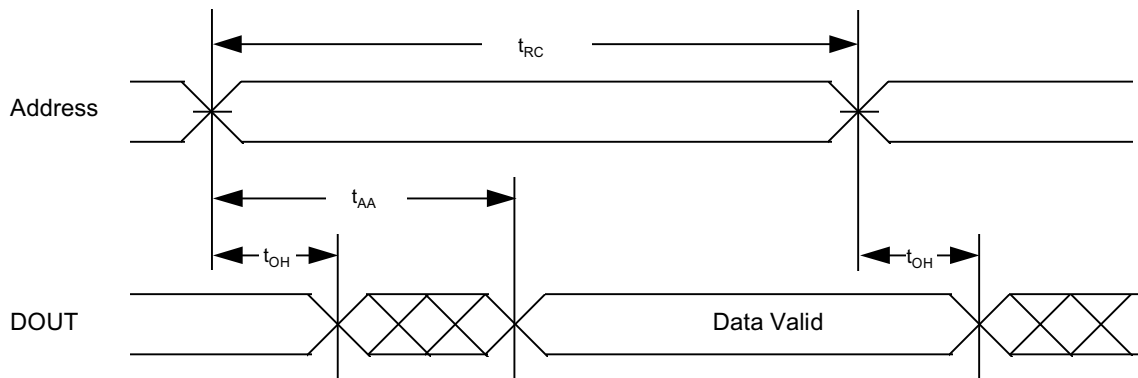 tRC
Address
tAA
tOH
tOH
DOUT
Data Valid